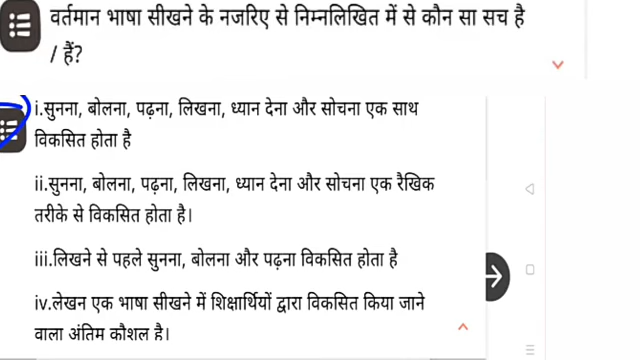 वर्तमान भाषा सीखने के नजरिए से निम्नलिखित में से कौन सा सच है
/ हैं?
i.सुनना, बोलना, पढ़ना, लिखना, ध्यान देना और सोचना एक साथ
विकसित होता है
ii.सुनना, बोलना, पढ़ना, लिखना, ध्यान देना और सोचना एक रैखिक
तरीके से विकसित होता है।
iii.लिखने से पहले सुनना, बोलना और पढ़ना विकसित होता है
iv.लेखन एक भाषा सीखने में शिक्षार्थियों द्वारा विकसित किया जाने
वाला अंतिम कौशल है।